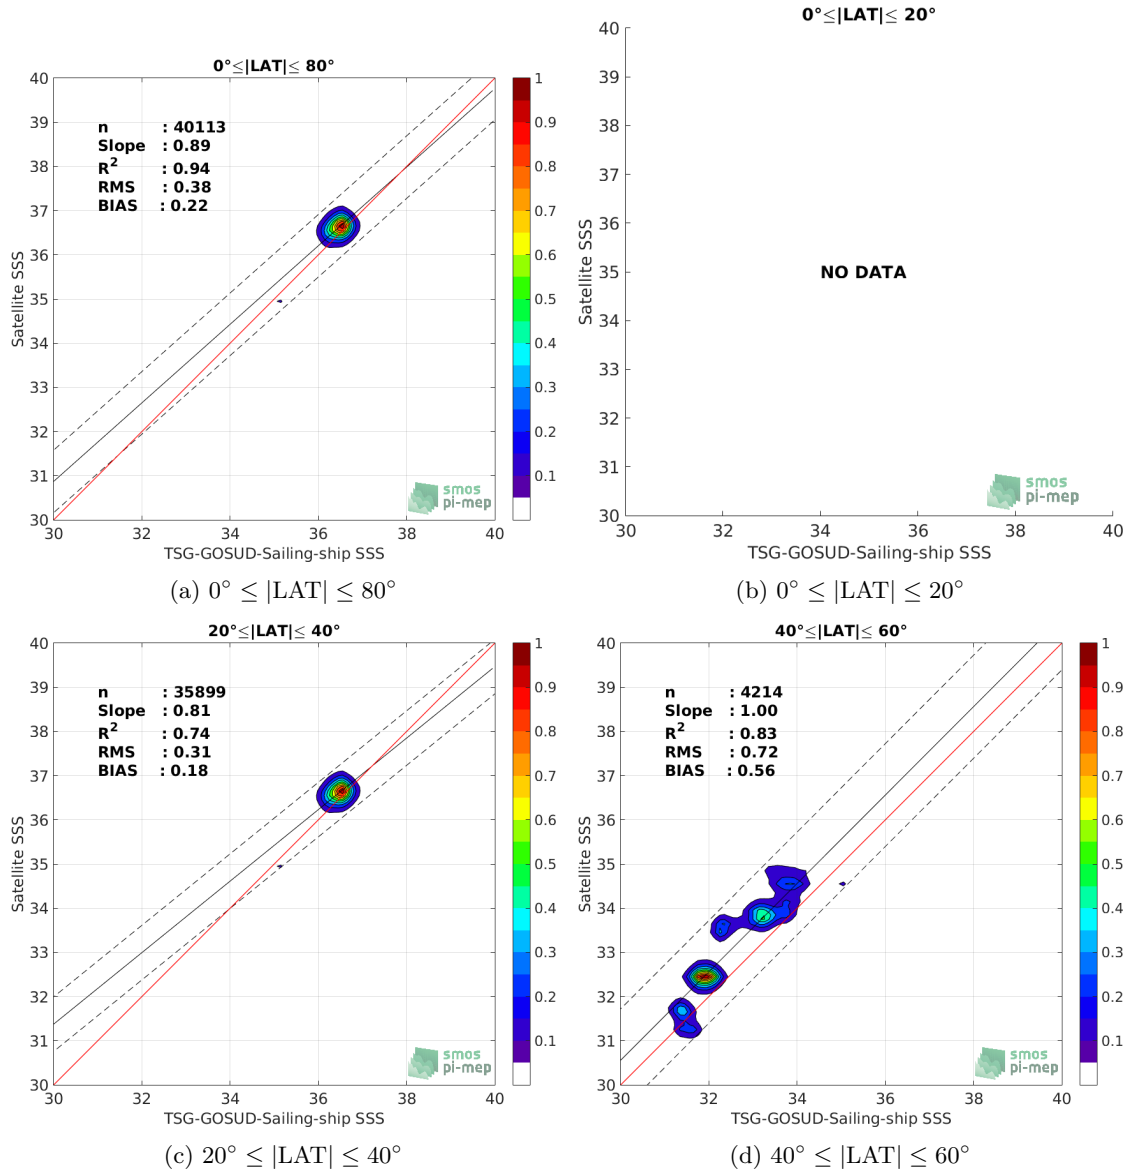 0°≤|LAT|≤ 80°
40
39
38
37
36
35
34
33
32
31
30
n : 40113
Slope : 0.89
R2 : 0.94
RMS : 0.38
BIAS : 0.22
1
0.9
0.8
0.7
0.6
0.5
0.4
0.3
0.2
0.1
smos
pi-mep
30 32 34 36 38 40
Satellite SSS
TSG-GOSUD-Sailing-ship SSS
(a) 0° ≤ |LAT| ≤ 80°
0°≤|LAT|≤ 20°
40
39
38
37
36
35
34
33
32
31
30
NO DATA
smos
pi-mep
30 32 34 36 38 40
Satellite SSS
TSG-GOSUD-Sailing-ship SSS
(b) 0° ≤ |LAT| ≤ 20°
20°≤|LAT|≤ 40°
40
39
38
37
36
35
34
33
32
31
30
n : 35899
Slope : 0.81
R2 : 0.74
RMS : 0.31
BIAS : 0.18
1
0.9
0.8
0.7
0.6
0.5
0.4
0.3
0.2
0.1
smos
pi-mep
30 32 34 36 38 40
Satellite SSS
TSG-GOSUD-Sailing-ship SSS
(c) 20° ≤ |LAT| ≤ 40°
40°≤|LAT|≤ 60°
40
39
38
37
36
35
34
33
32
31
30
n : 4214
Slope : 1.00
R2 : 0.83
RMS : 0.72
BIAS : 0.56
1
0.9
0.8
0.7
0.6
0.5
0.4
0.3
0.2
0.1
smos
pi-mep
30 32 34 36 38 40
Satellite SSS
TSG-GOSUD-Sailing-ship SSS
(d) 40° ≤ |LAT| ≤ 60°